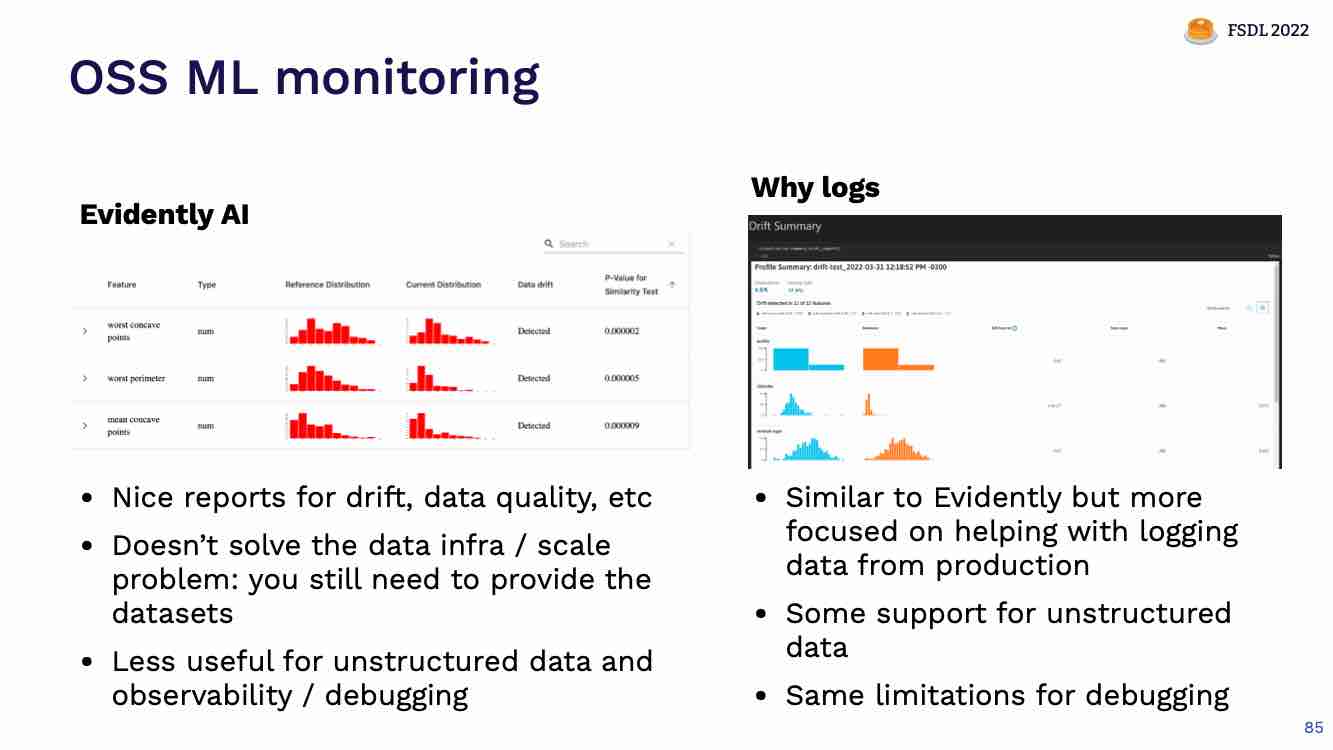 FSDL 2022
OSS ML monitoring
Evidently AI
Search
Feature
Type
Reference Distribution
Current Distribution
Data drift
P-Value for
Similarity Test
worst concave
points
num
Detected
0.000002
worst perimeter
num
Detected
0.000005
mean concave
points
num
Detected
0.000009
• Nice reports for drift, data quality, etc
• Doesn’t solve the data infra / scale
problem: you still need to provide the
datasets
• Less useful for unstructured data and
observability / debugging
Why logs
Drift Summary
Profile Summary: drift-test_2022-03-31 12:18:52 PM -0300
• Similar to Evidently but more
focused on helping with logging
data from production
• Some support for unstructured
data
• Same limitations for debugging
85